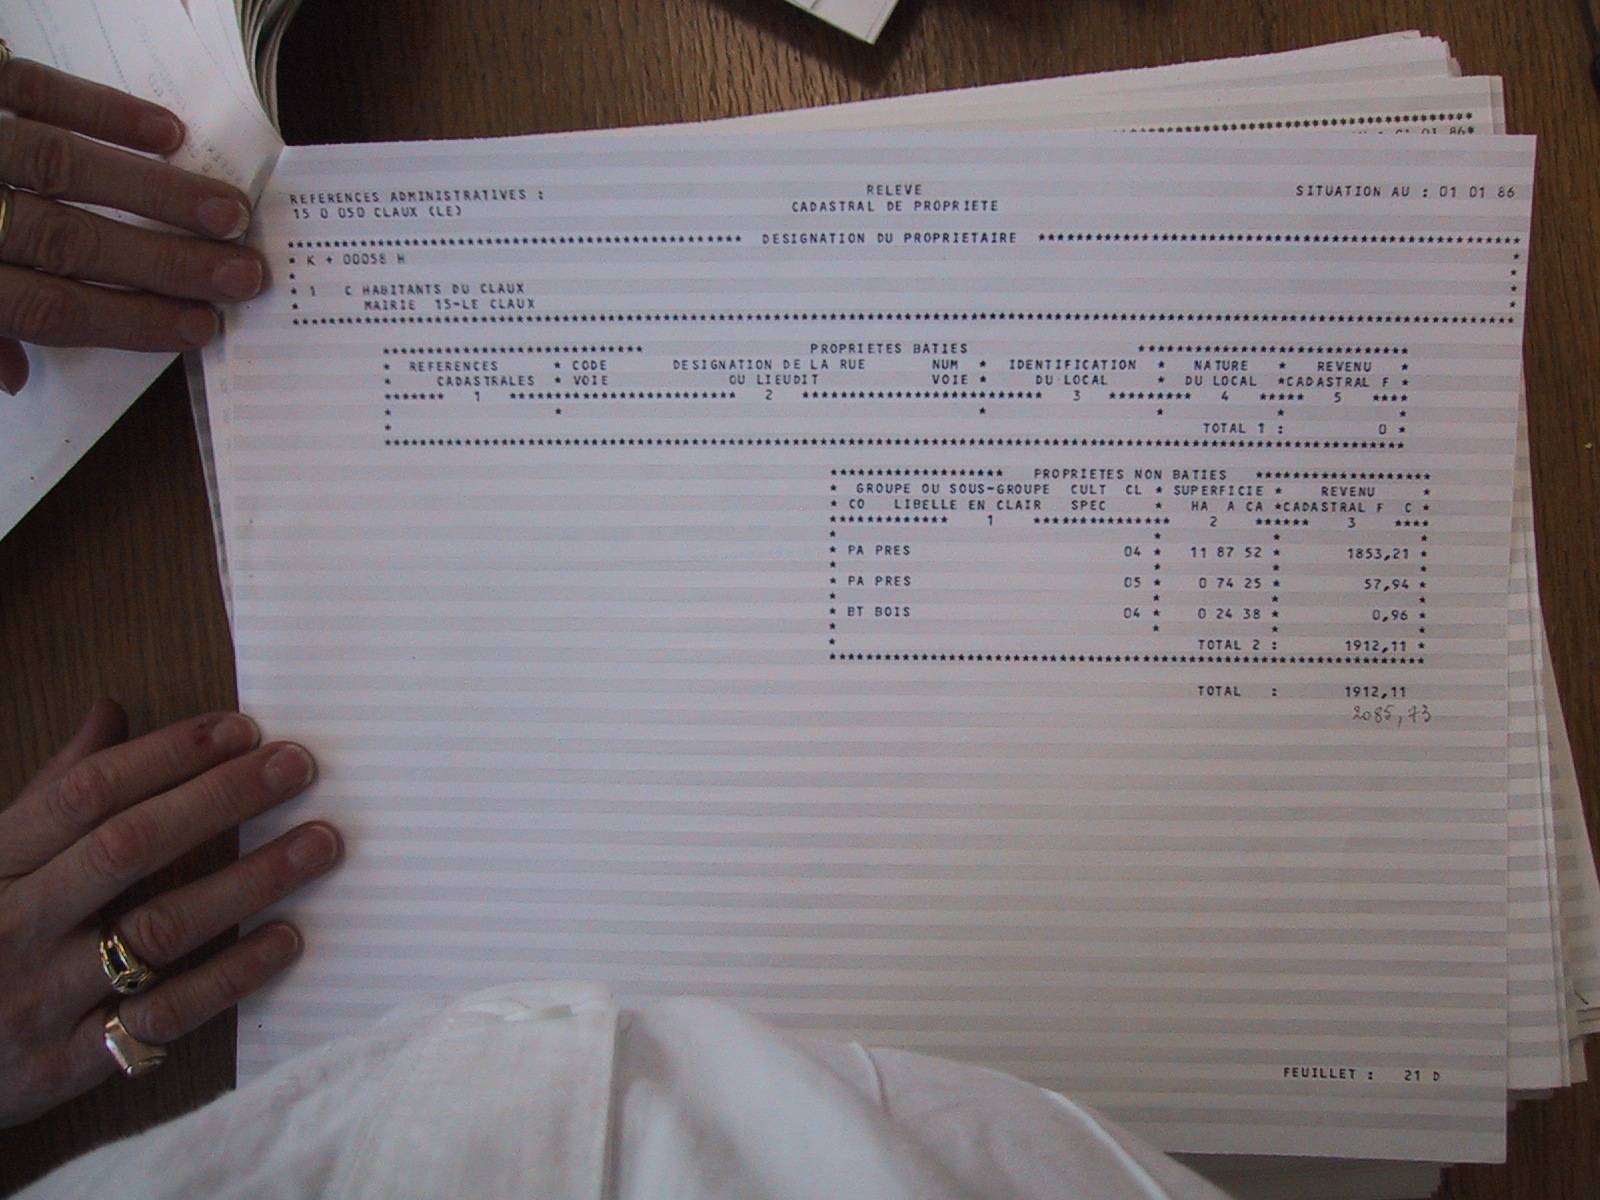 01 01 86*
REFERENCES ADMINISTRATIVES : RELEVE SITUATION AU : 01 01 86
15 0 050 CLAUX (LE) CADASTRAL DE PROPRIETE
******************************************************** DESIGNATION DU PROPRIETAIRE ************************************************************
* K + 00058 H *
* *
* 1 C HABITANTS DU CLAUX *
* MAIRIE 15-LE CLAUX *
********************************************************************************************************************************************************
********************************* PROPRIETES BATIES **********************************
* REFERENCES * CODE DESIGNATION DE LA RUE NUM * IDENTIFICATION * NATURE * REVENU *
* CADASTRALES * VOIE OU LIEUDIT VOIE * DU LOCAL * DU LOCAL *CADASTRAL F *
******* 1 **************************** 2 ****************************** 3 ********** 4 ***** 5 ****
* * * * * *
* TOTAL 1 : 0 *
********************************************************************************************************************************
********************* PROPRIETES NON BATIES **********************
* GROUPE OU SOUS-GROUPE CULT CL * SUPERFICIE * REVENU *
* CO LIBELLE EN CLAIR SPEC * HA A CA *CADASTRAL F C *
************** 1 ***************** 2 ****** 3 ****
* * * *
* PA PRES 04 * 11 87 52 * 1853,21 *
* * * *
* PA PRES 05 * 0 74 25 * 57,94 *
* * * *
* BT BOIS 04 * 0 24 38 * 0,96 *
* * * *
* TOTAL 2 : 1912,11 *
**************************************************************************
TOTAL : 1912,11
2085,73
FEUILLET : 21 D